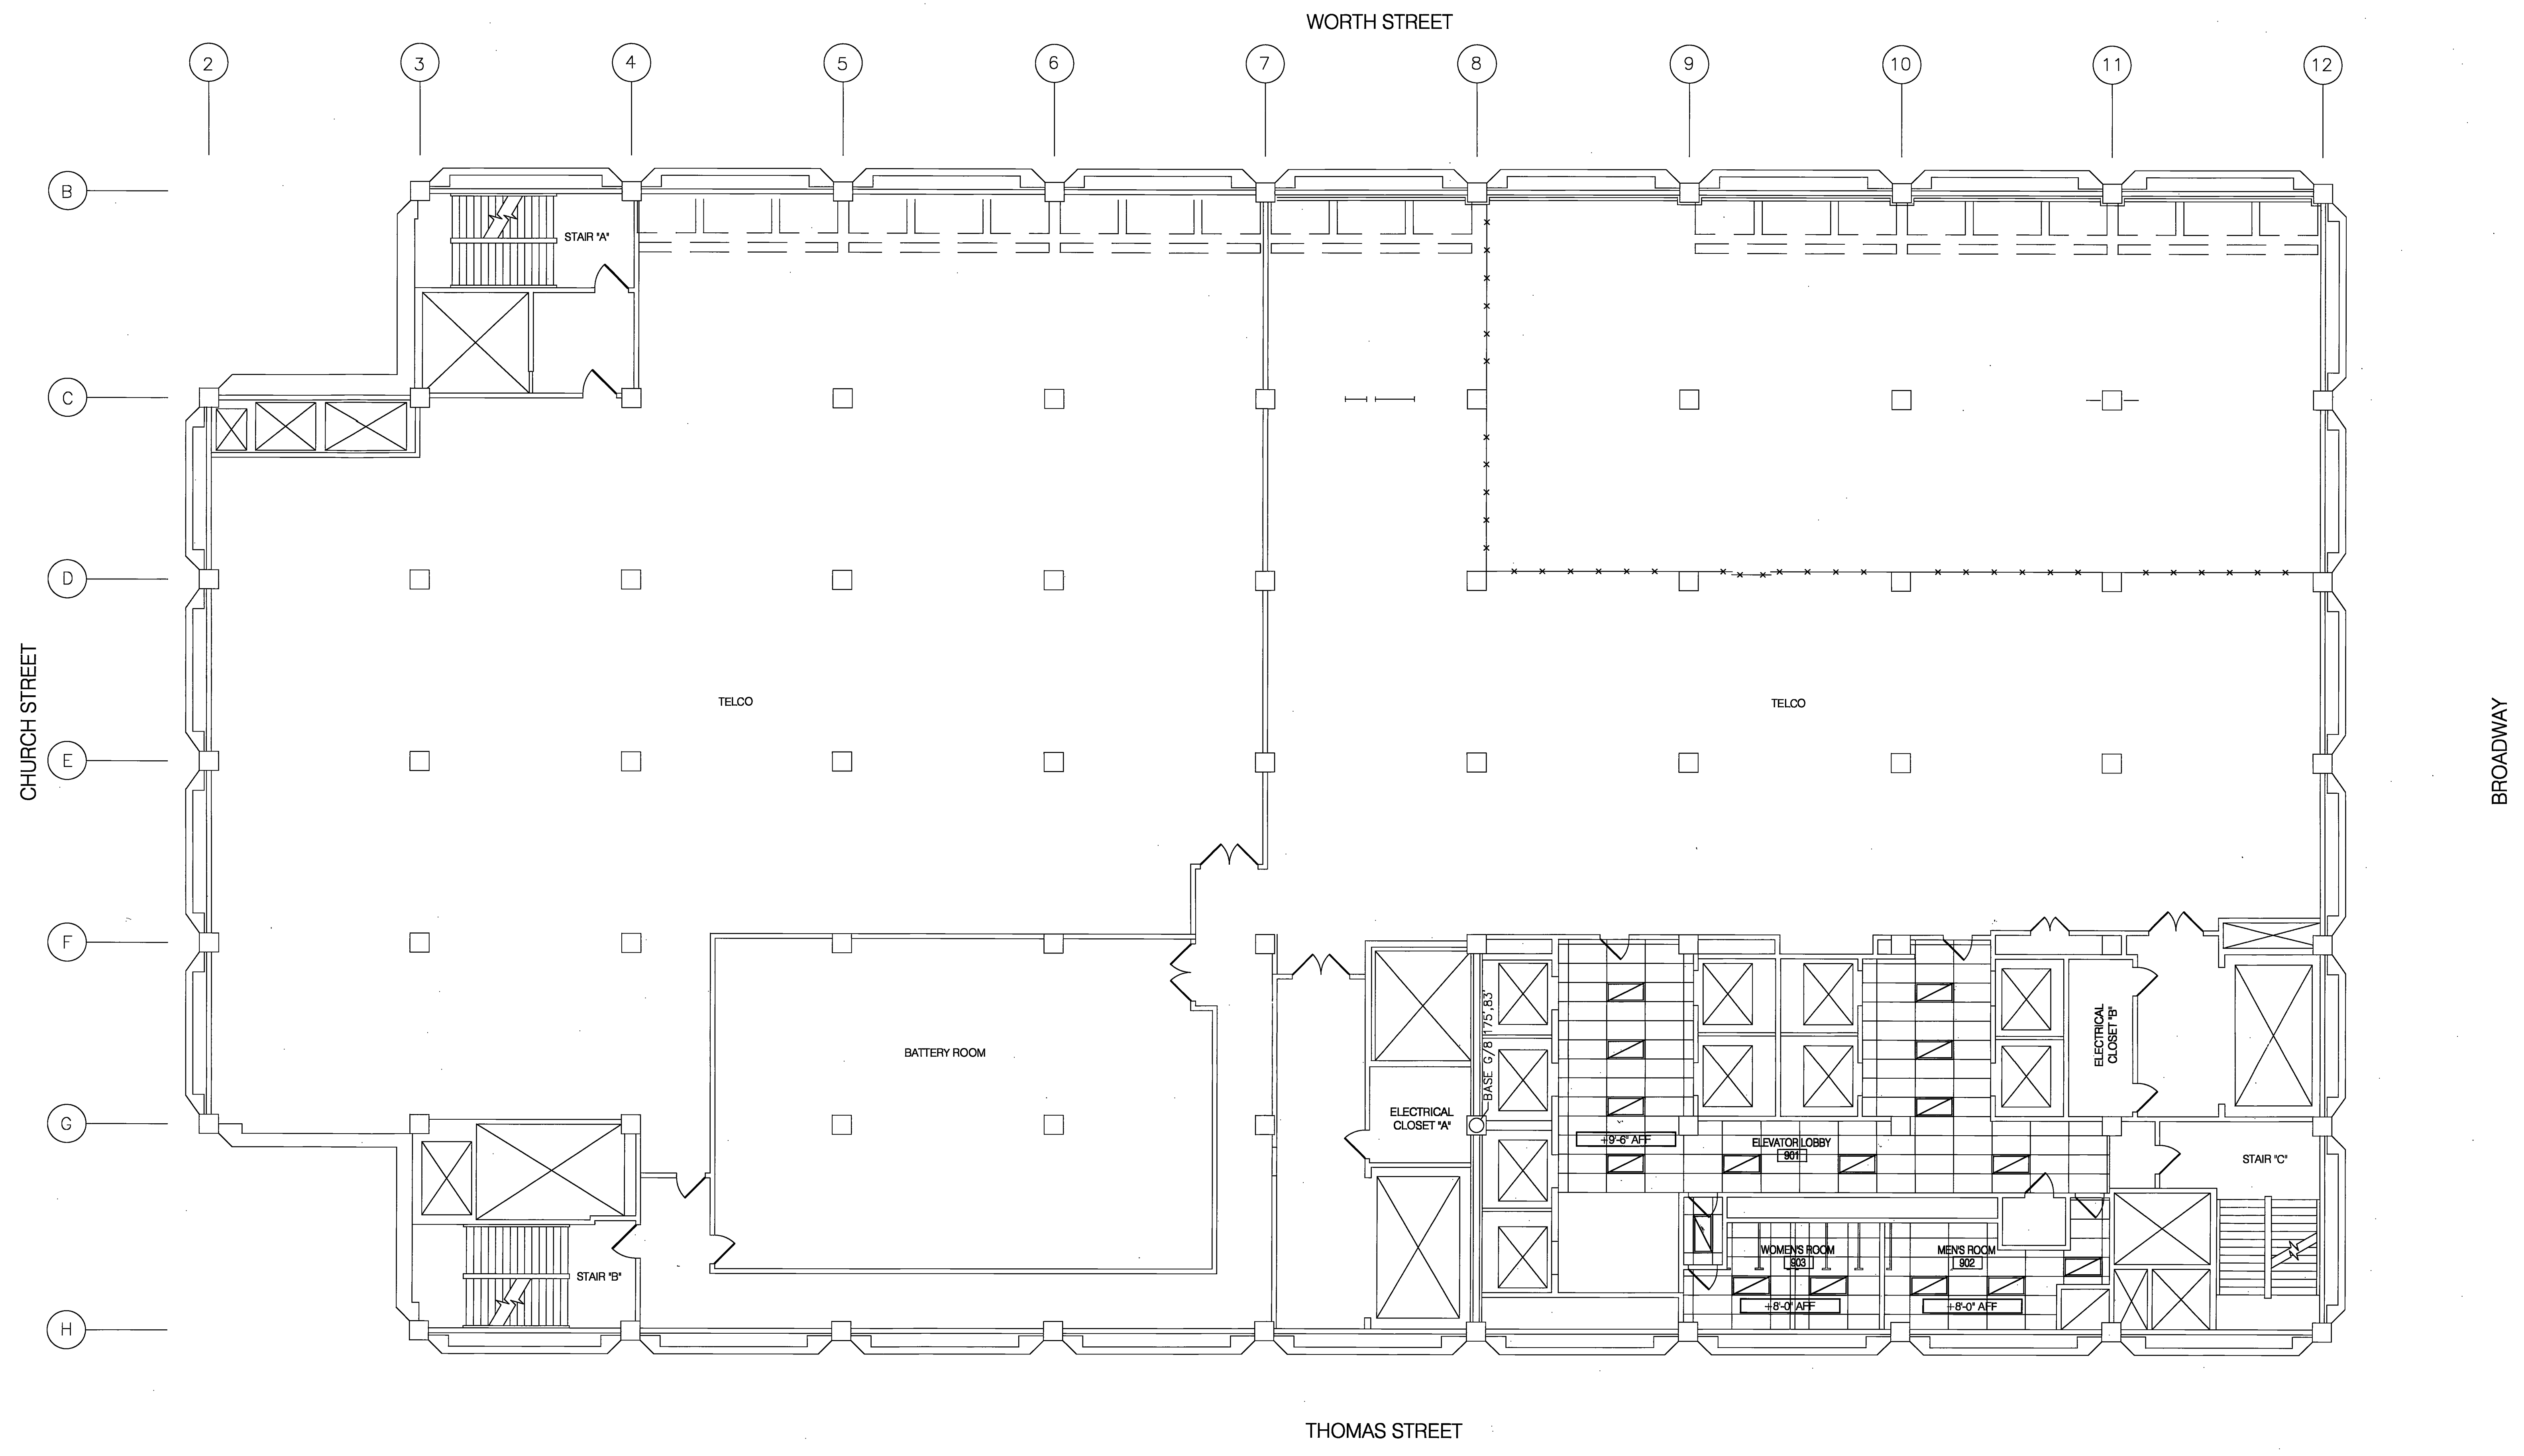 WORTH STREET
2 3 4 5 6 7 8 9 10 11 12
B
STAIR "A"
C
D
CHURCH STREET
TELCO
TELCO
E
BROADWAY
F
BATTERY ROOM
BASE G/8 175',83'
ELECTRICAL
CLOSET "B"
G
ELECTRICAL
CLOSET "A"
+9'-6" AFF
ELEVATOR LOBBY
901
STAIR "C"
WOMEN'S ROOM
903
MEN'S ROOM
902
STAIR "B"
+8'-0" AFF
+8'-0" AFF
H
THOMAS STREET